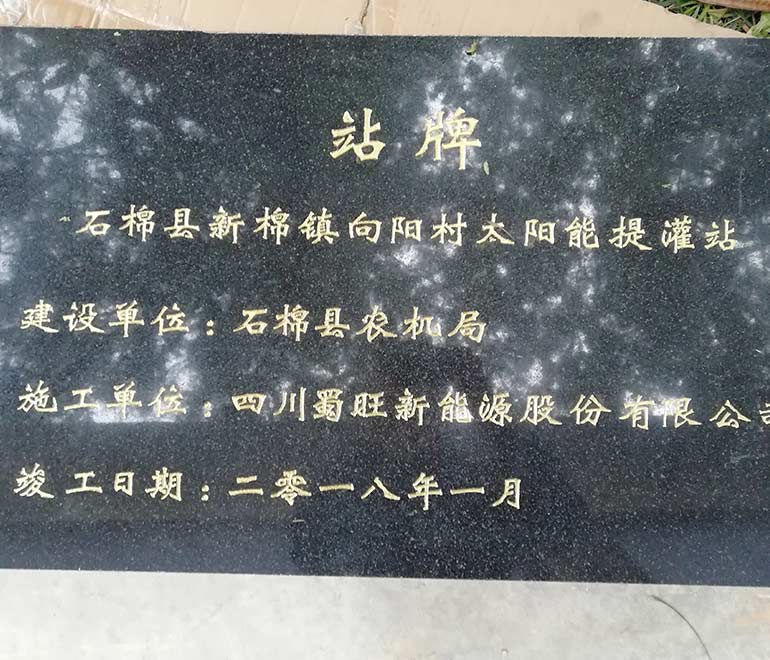 站牌
石棉县新棉镇向阳村太阳能提灌站
建设单位：石棉县农机局
施工单位：四川蜀旺新能源股份有限公司
竣工日期：二零一八年一月